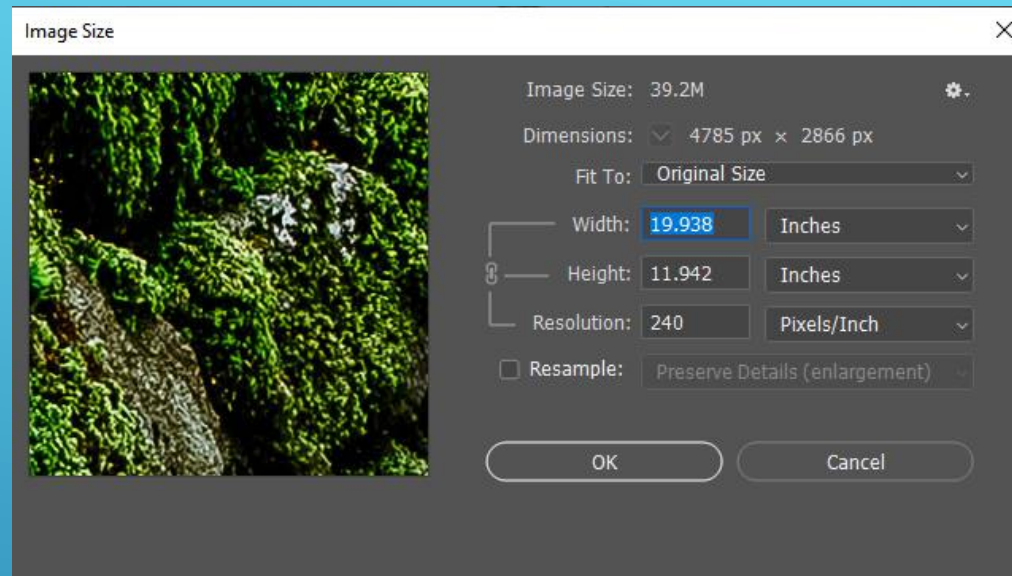 Image Size
Image Size: 39.2M
Dimensions: 4785 px × 2866 px
Fit To: Original Size
Width: 19.938 Inches
Height: 11.942 Inches
Resolution: 240 Pixels/Inch
Resample: Preserve Details (enlargement)
OK Cancel